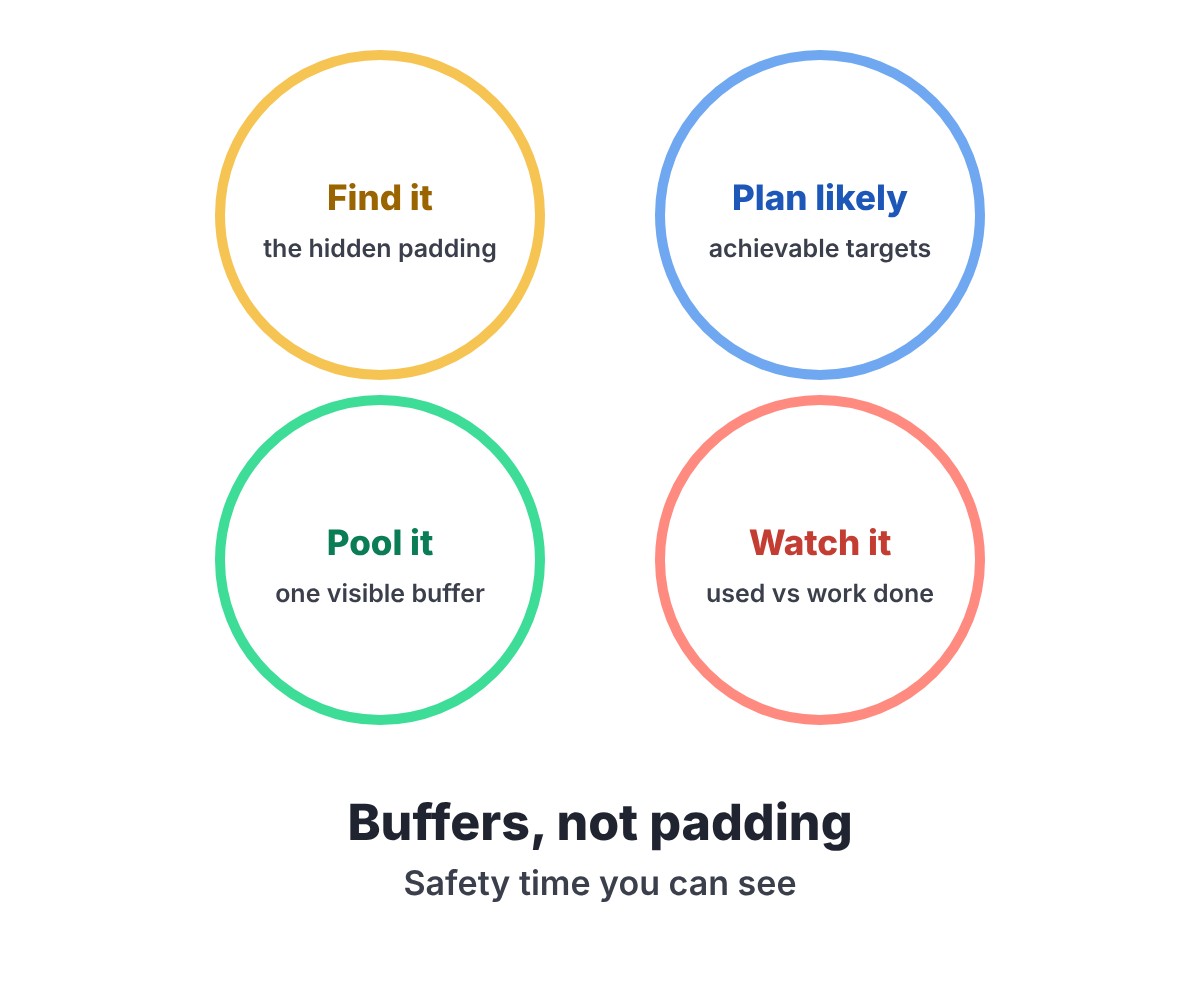 Find it
the hidden padding
Plan likely
achievable targets
Pool it
one visible buffer
Watch it
used vs work done
Buffers, not padding
Safety time you can see